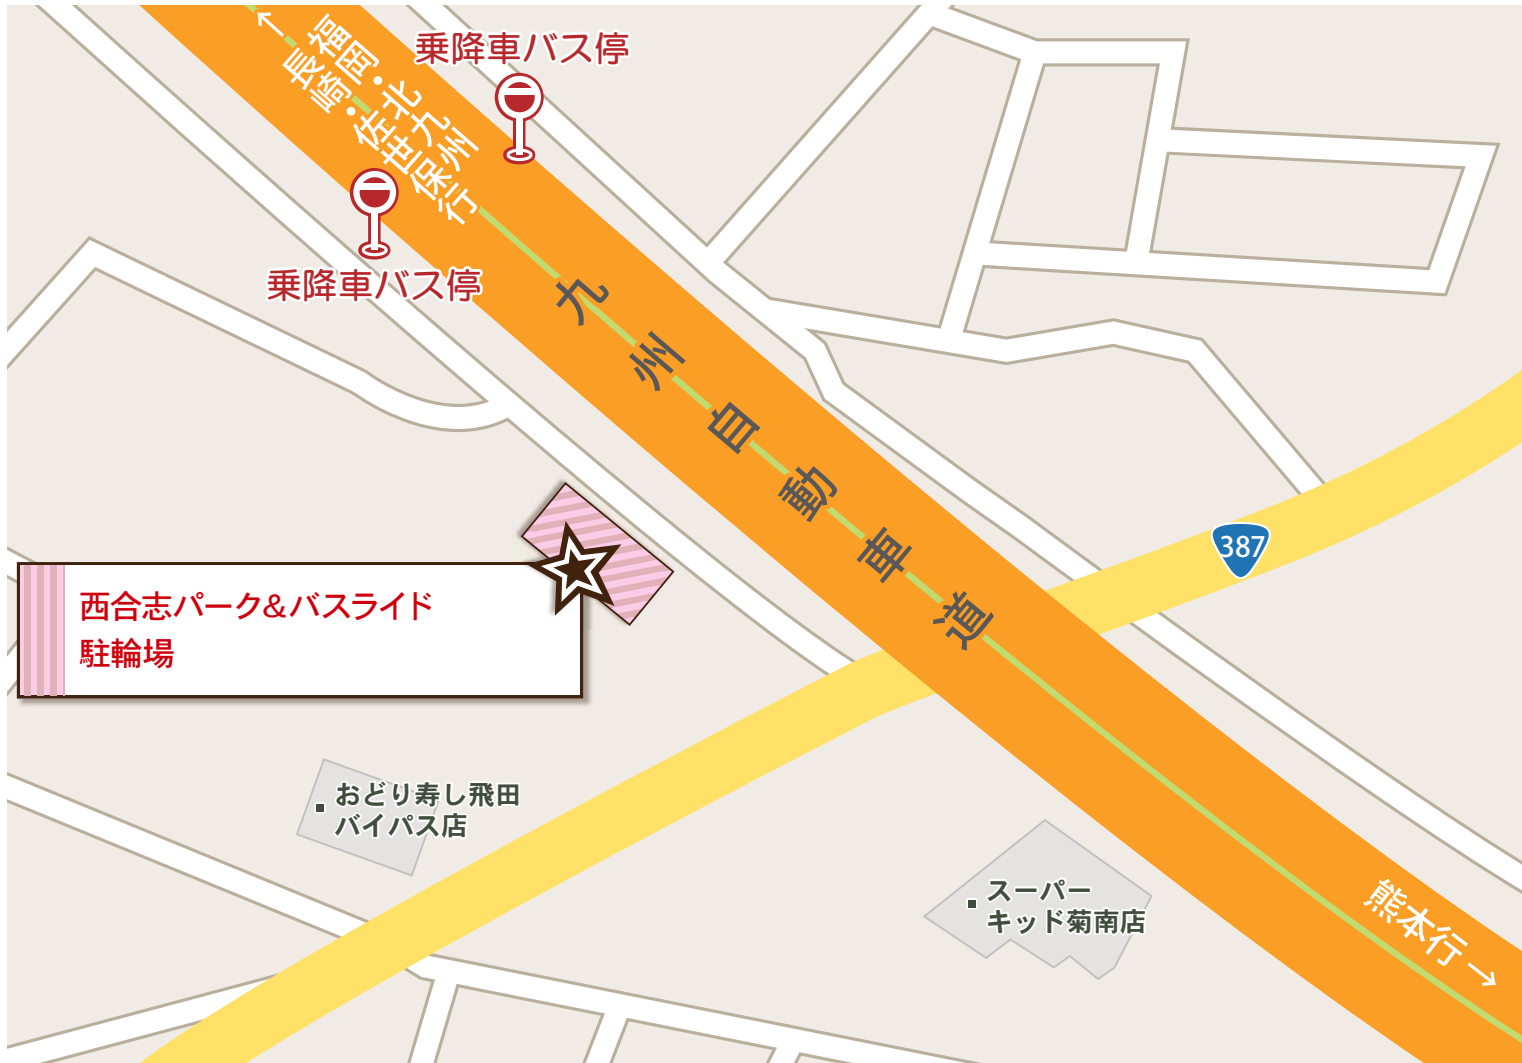 乗降車バス停
←福岡・北九州
長崎・佐世保行
乗降車バス停
九州自動車道
387
西合志パーク&バスライド
駐輪場
おどり寿し飛田
バイパス店
スーパー
キッド菊南店
熊本行→